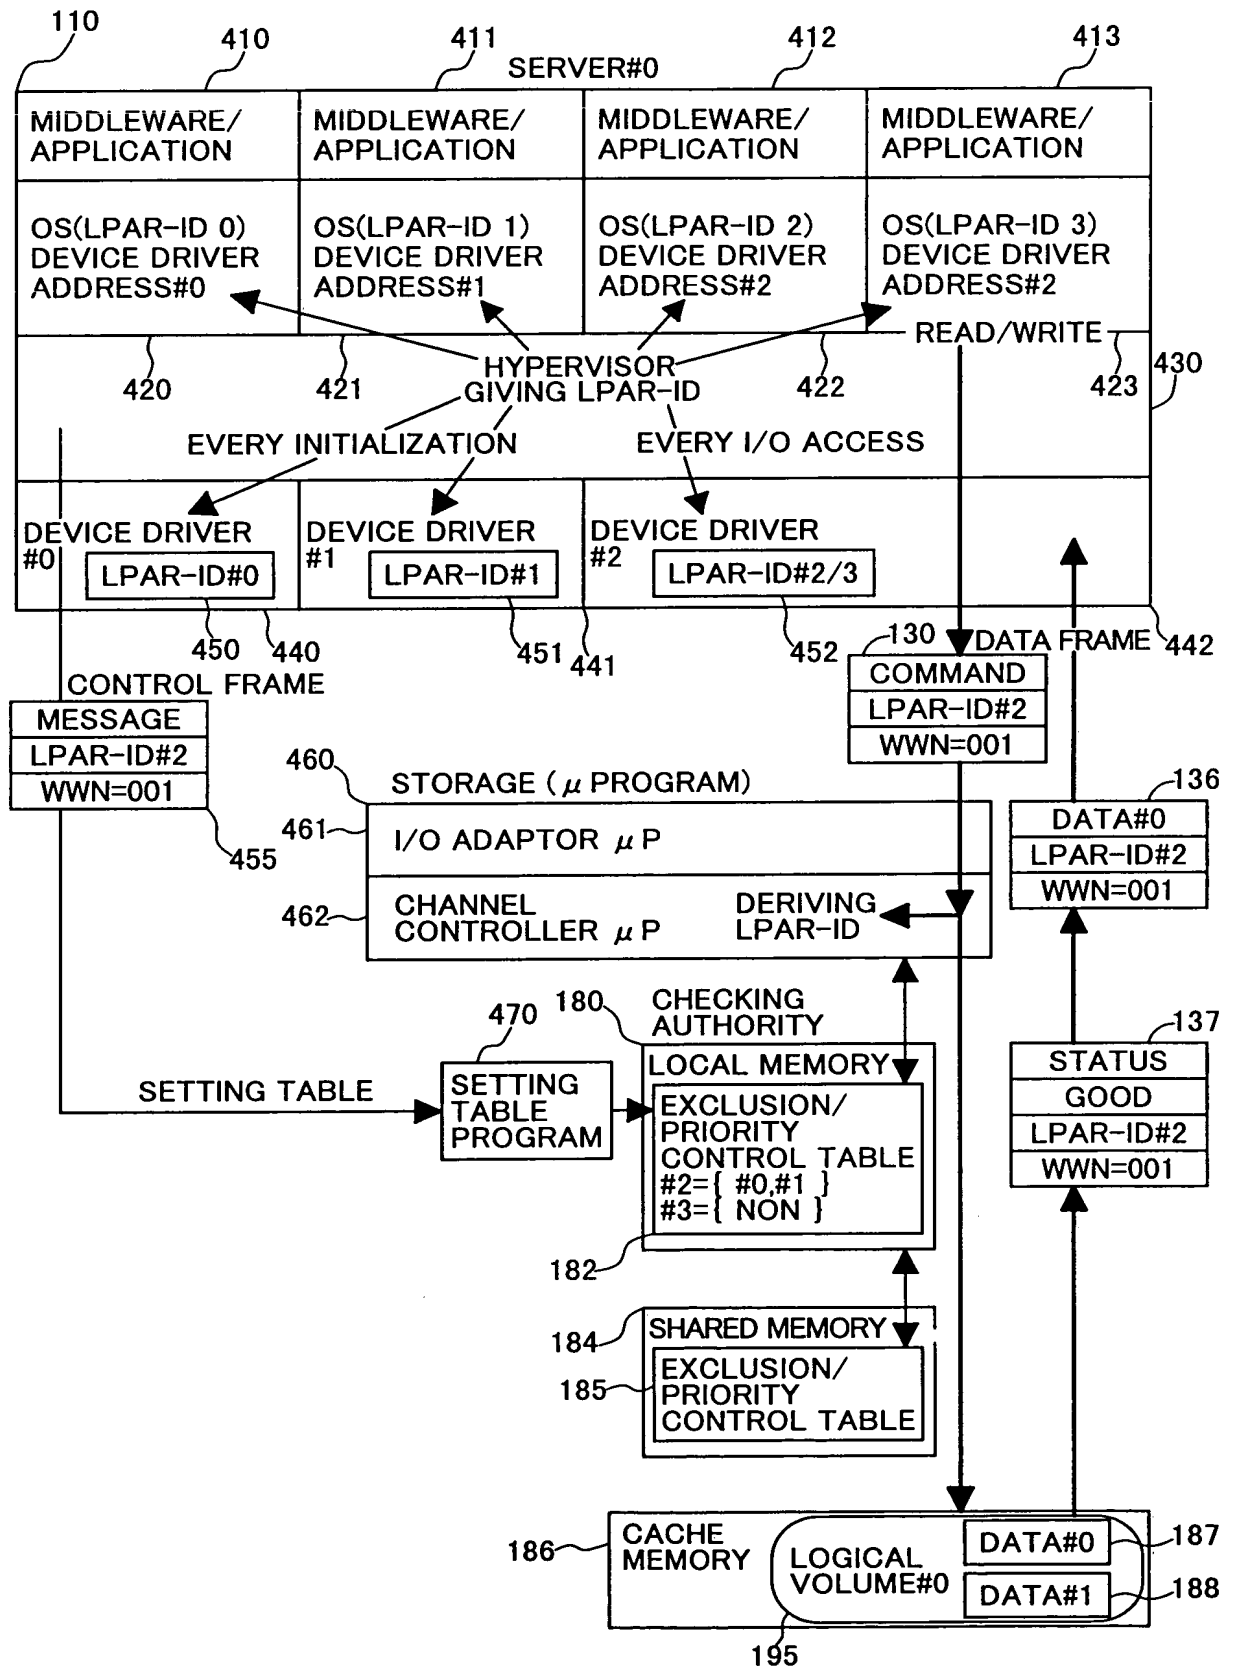 110
410
411
412
413
SERVER#0
MIDDLEWARE/
APPLICATION
MIDDLEWARE/
APPLICATION
MIDDLEWARE/
APPLICATION
MIDDLEWARE/
APPLICATION
OS(LPAR-ID 0)
DEVICE DRIVER
ADDRESS#0
OS(LPAR-ID 1)
DEVICE DRIVER
ADDRESS#1
OS(LPAR-ID 2)
DEVICE DRIVER
ADDRESS#2
OS(LPAR-ID 3)
DEVICE DRIVER
ADDRESS#2
READ/WRITE
HYPERVISOR
GIVING LPAR-ID
420
421
422
423
430
EVERY INITIALIZATION
EVERY I/O ACCESS
DEVICE DRIVER
#0
LPAR-ID#0
DEVICE DRIVER
#1
LPAR-ID#1
DEVICE DRIVER
#2
LPAR-ID#2/3
450
440
451
441
452
130
442
DATA FRAME
CONTROL FRAME
MESSAGE
LPAR-ID#2
WWN=001
455
COMMAND
LPAR-ID#2
WWN=001
460
STORAGE ( μ PROGRAM)
461
I/O ADAPTOR μ P
462
CHANNEL
CONTROLLER μ P
DERIVING
LPAR-ID
136
DATA#0
LPAR-ID#2
WWN=001
137
STATUS
GOOD
LPAR-ID#2
WWN=001
180
CHECKING
AUTHORITY
470
SETTING TABLE
SETTING
TABLE
PROGRAM
LOCAL MEMORY
EXCLUSION/
PRIORITY
CONTROL TABLE
#2={ #0,#1 }
#3={ NON }
182
184
SHARED MEMORY
185
EXCLUSION/
PRIORITY
CONTROL TABLE
186
CACHE
MEMORY
LOGICAL
VOLUME#0
DATA#0
187
DATA#1
188
195